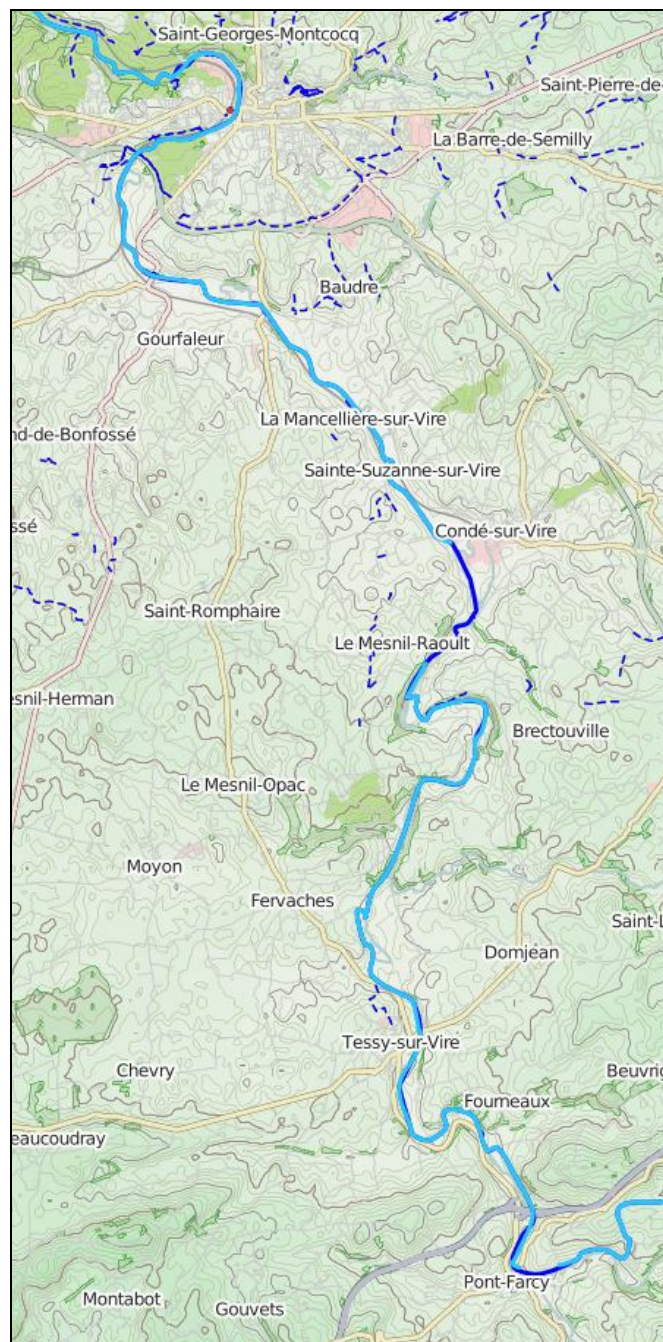 Saint-Georges-Montcocq
Saint-Pierre-de-
La Barre-de-Semilly
Baudre
Gourfaleur
La Mancellière-sur-Vire
nd-de-Bonfossé
Sainte-Suzanne-sur-Vire
ssé
Condé-sur-Vire
Saint-Romphaire
Le Mesnil-Raoult
esnil-Herman
Brectouville
Le Mesnil-Opac
Moyon
Fervaches
Saint-L
Domjean
Tessy-sur-Vire
Chevry
Beuvri
Fourneaux
eaucoudray
Pont-Farcy
Montabot
Gouvets